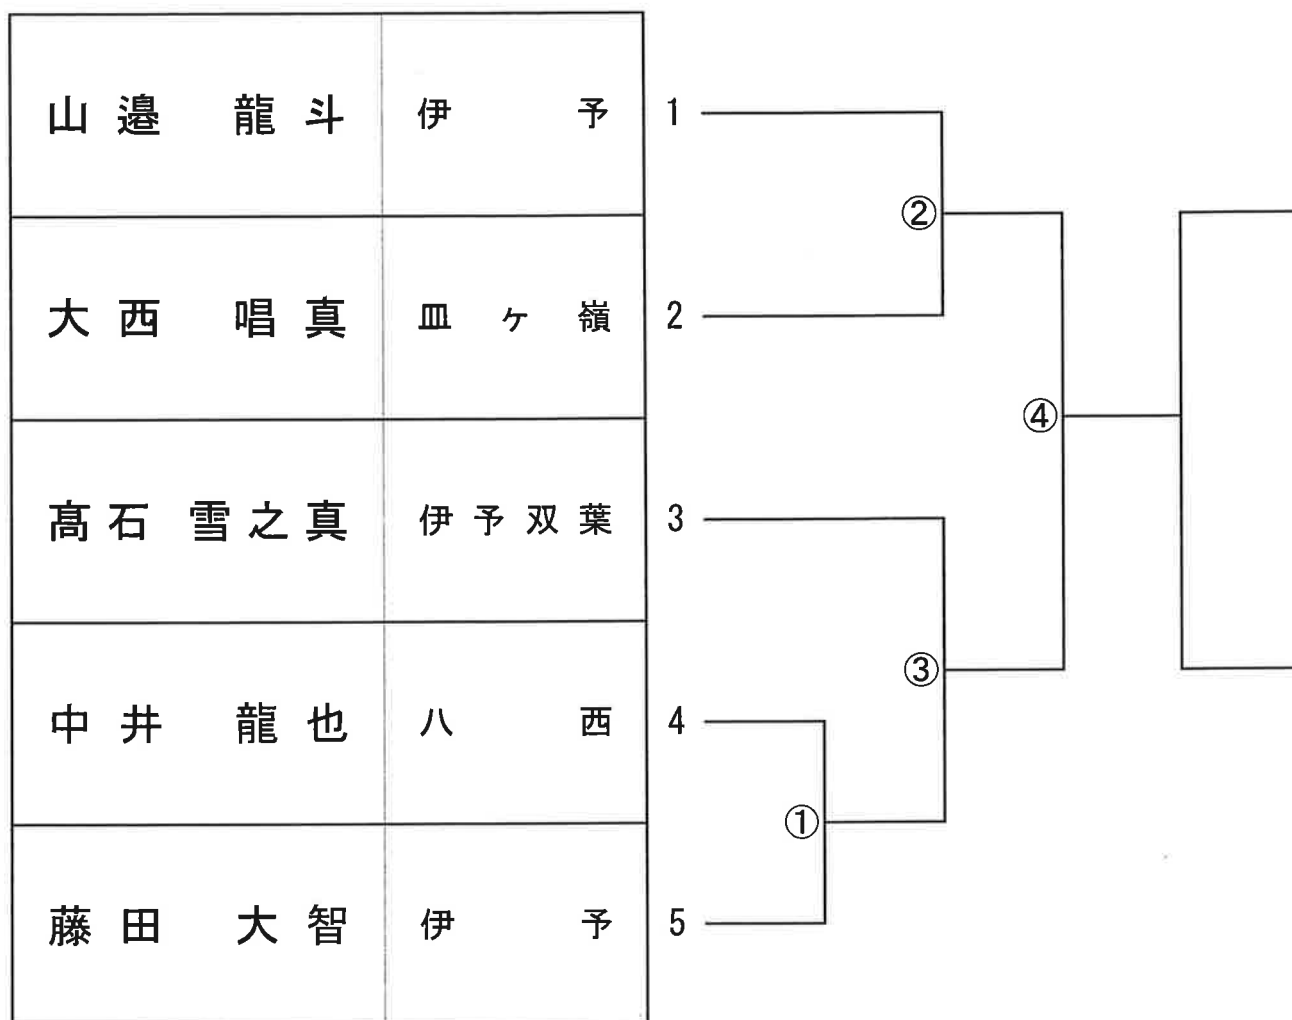 山邉 龍斗 伊予 1
②
大西 唱真 皿ヶ嶺 2
④
髙石 雪之真 伊予双葉 3
③
中井 龍也 八西 4
①
藤田 大智 伊予 5